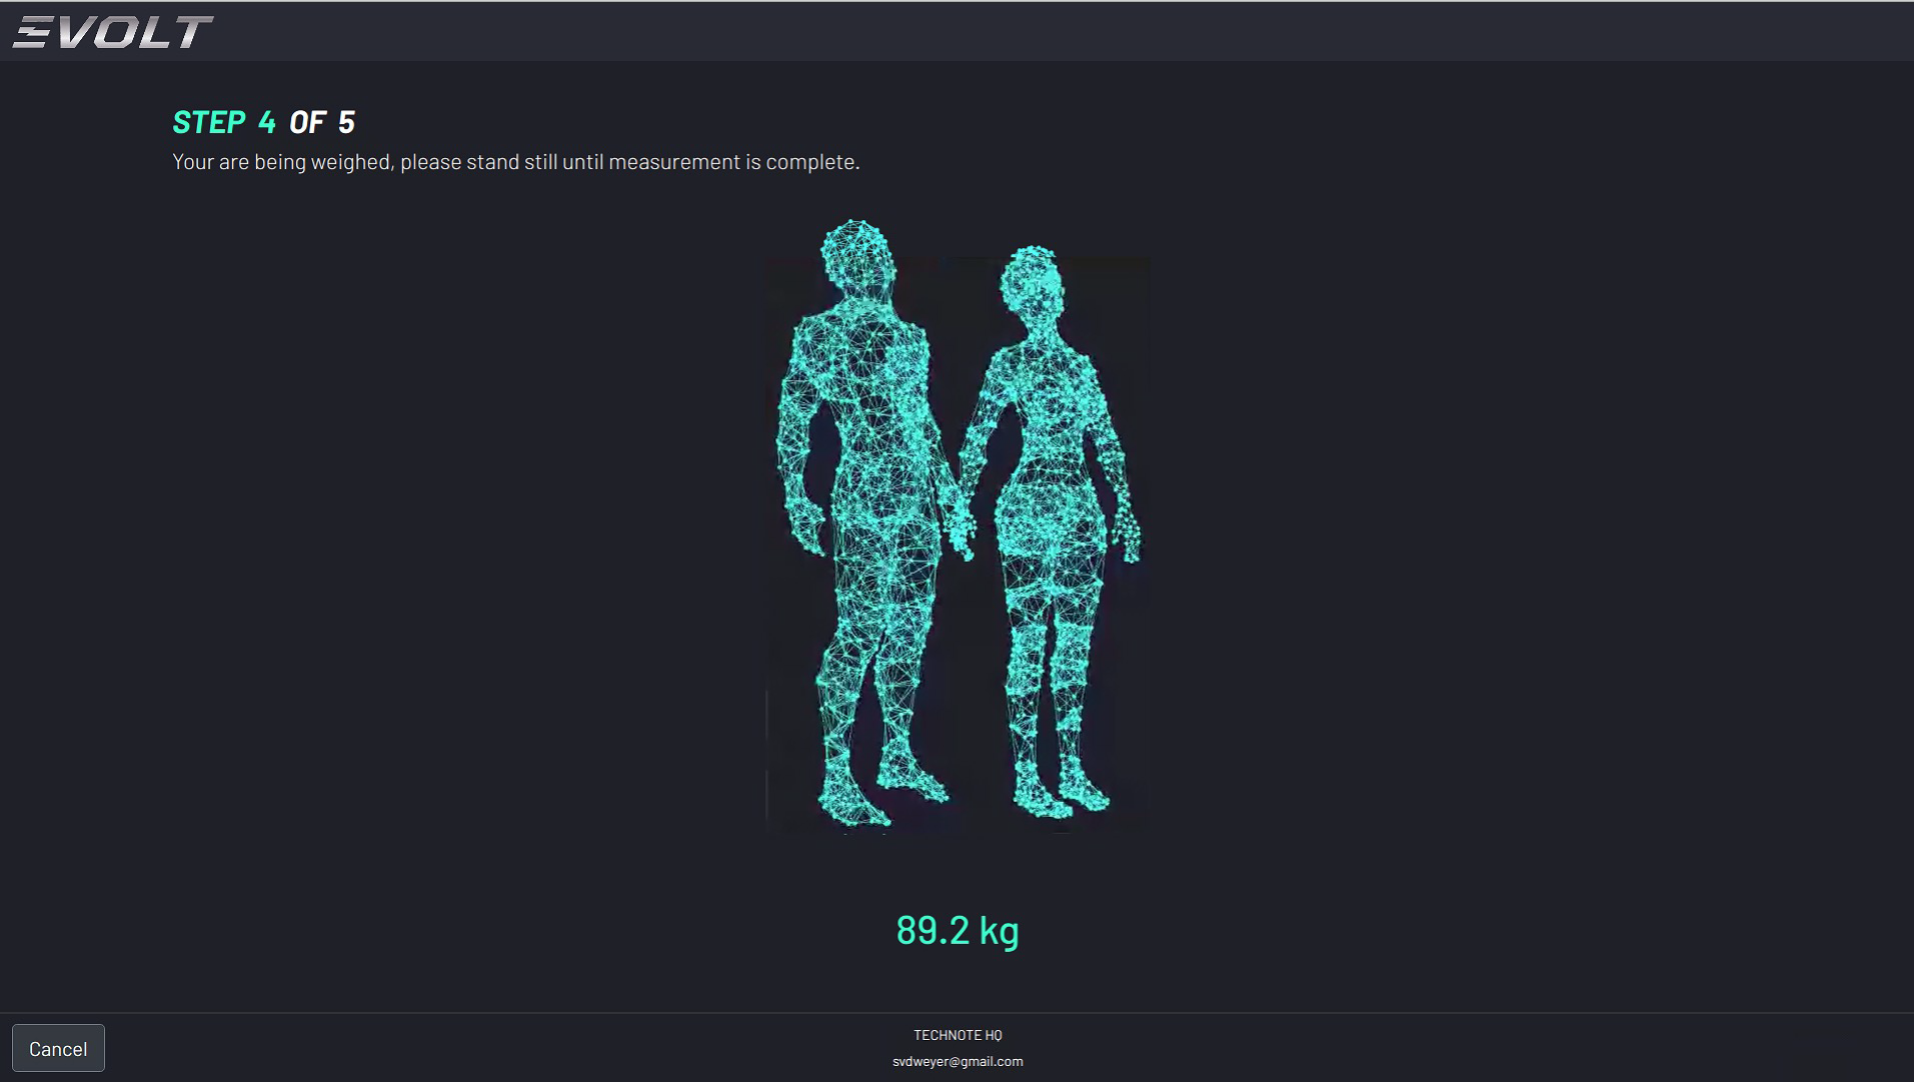 EVOLT
STEP 4 OF 5
Your are being weighed, please stand still until measurement is complete.
89.2 kg
Cancel
TECHNOTE HQ
svdweyer@gmail.com